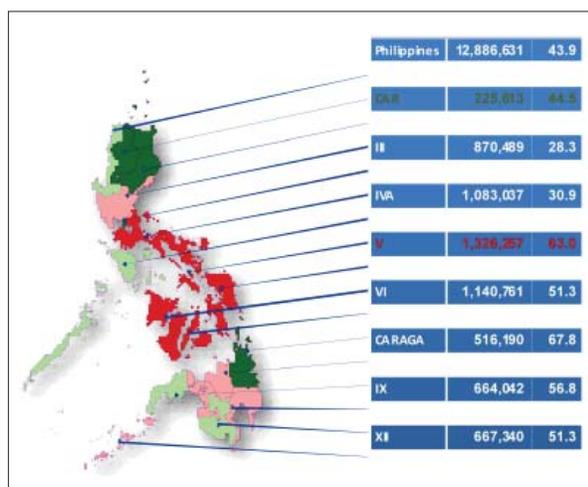 Philippines 12,886,631 43.9
CAR 225,613 44.5
III 870,489 28.3
IVA 1,083,037 30.9
V 1,326,257 63.0
VI 1,140,761 51.3
CARAGA 516,190 67.8
IX 664,042 56.8
XII 667,340 51.3